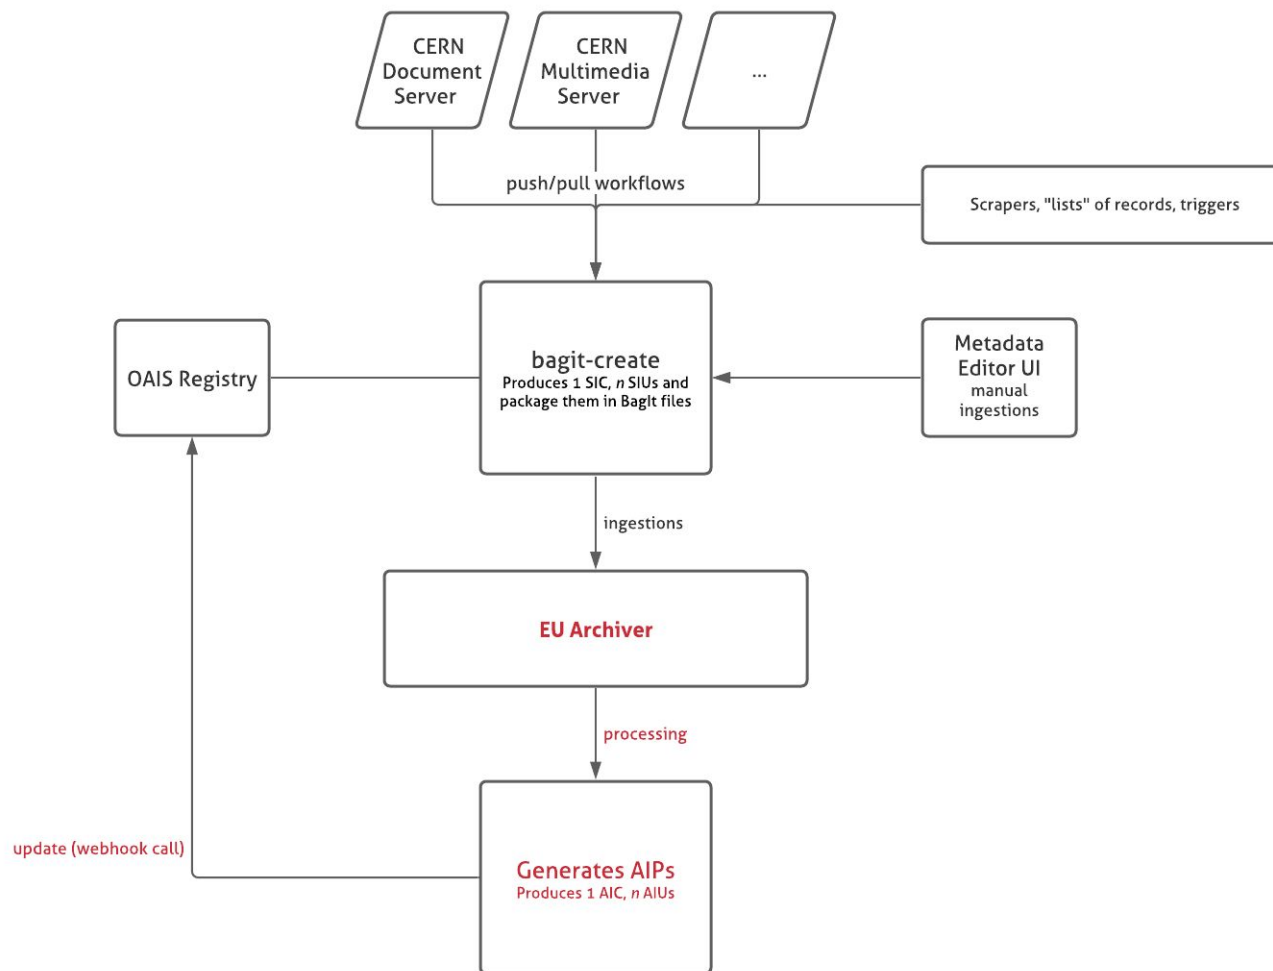 CERN
Document
Server
CERN
Multimedia
Server
...
push/pull workflows
Scrapers, "lists" of records, triggers
OAIS Registry
bagit-create
Produces 1 SIC, n SIUs and
package them in BagIt files
Metadata
Editor UI
manual
ingestions
ingestions
EU Archiver
processing
update (webhook call)
Generates AIPs
Produces 1 AIC, n AIUs